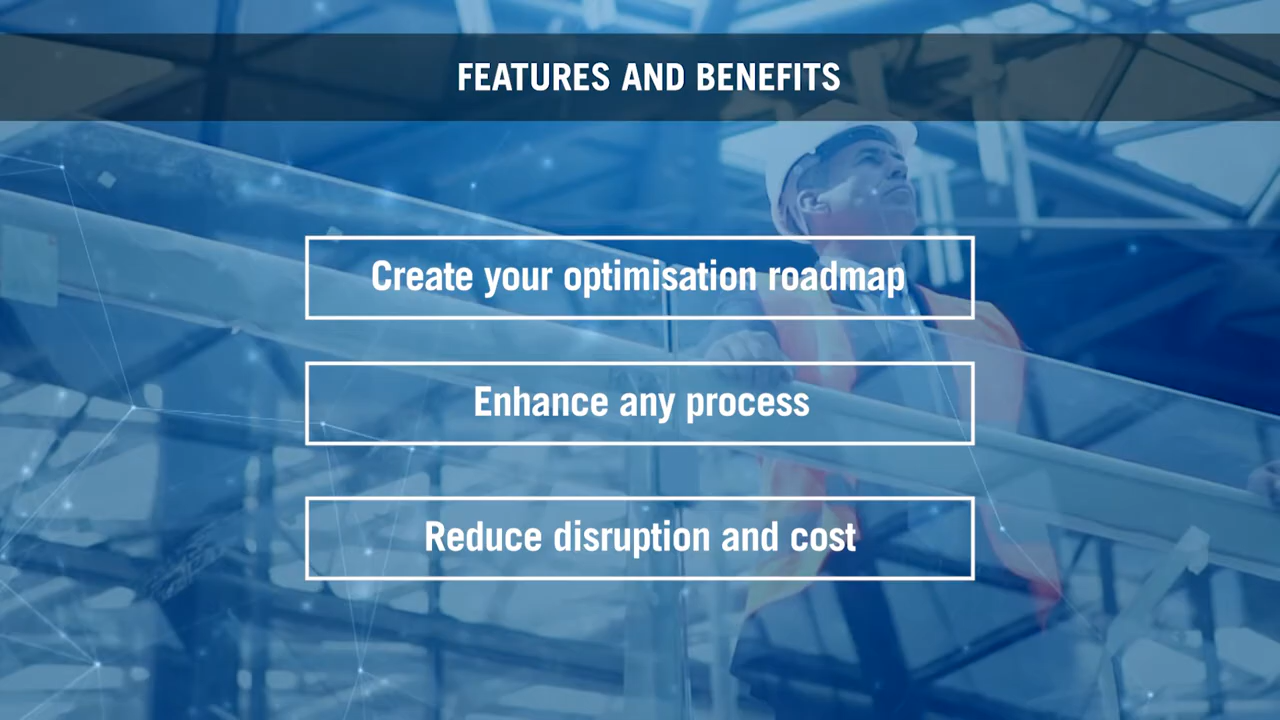 FEATURES AND BENEFITS
Create your optimisation roadmap
Enhance any process
Reduce disruption and cost